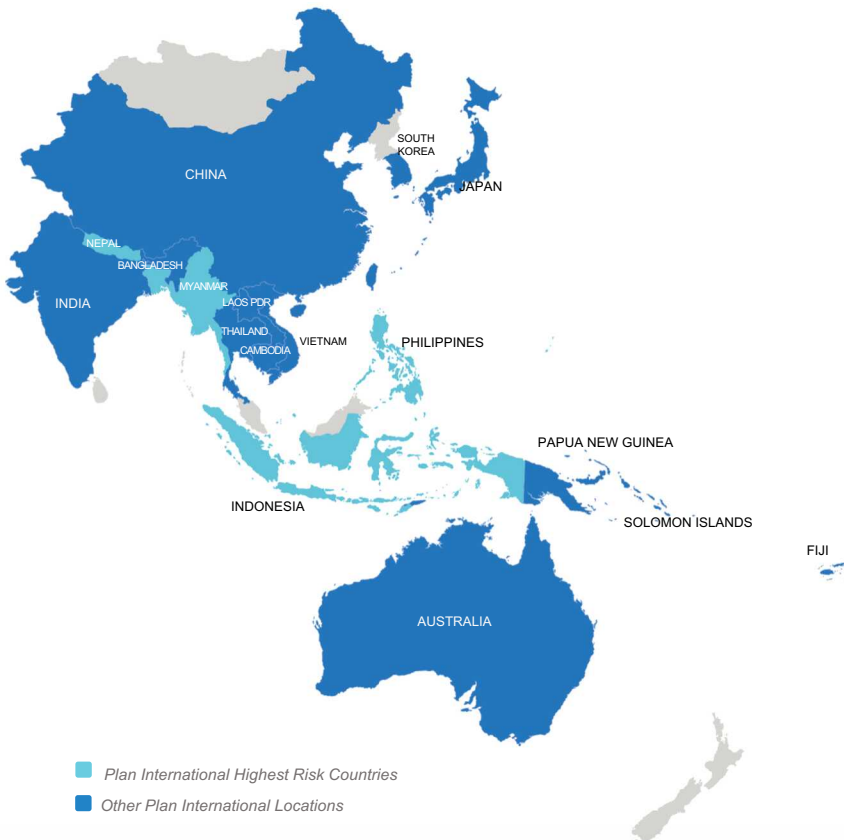 SOUTH
KOREA
CHINA
JAPAN
NEPAL
BANGLADESH
MYANMAR
INDIA
LAOS PDR
THAILAND
VIETNAM
CAMBODIA
PHILIPPINES
PAPUA NEW GUINEA
INDONESIA
SOLOMON ISLANDS
FIJI
AUSTRALIA
Plan International Highest Risk Countries
Other Plan International Locations